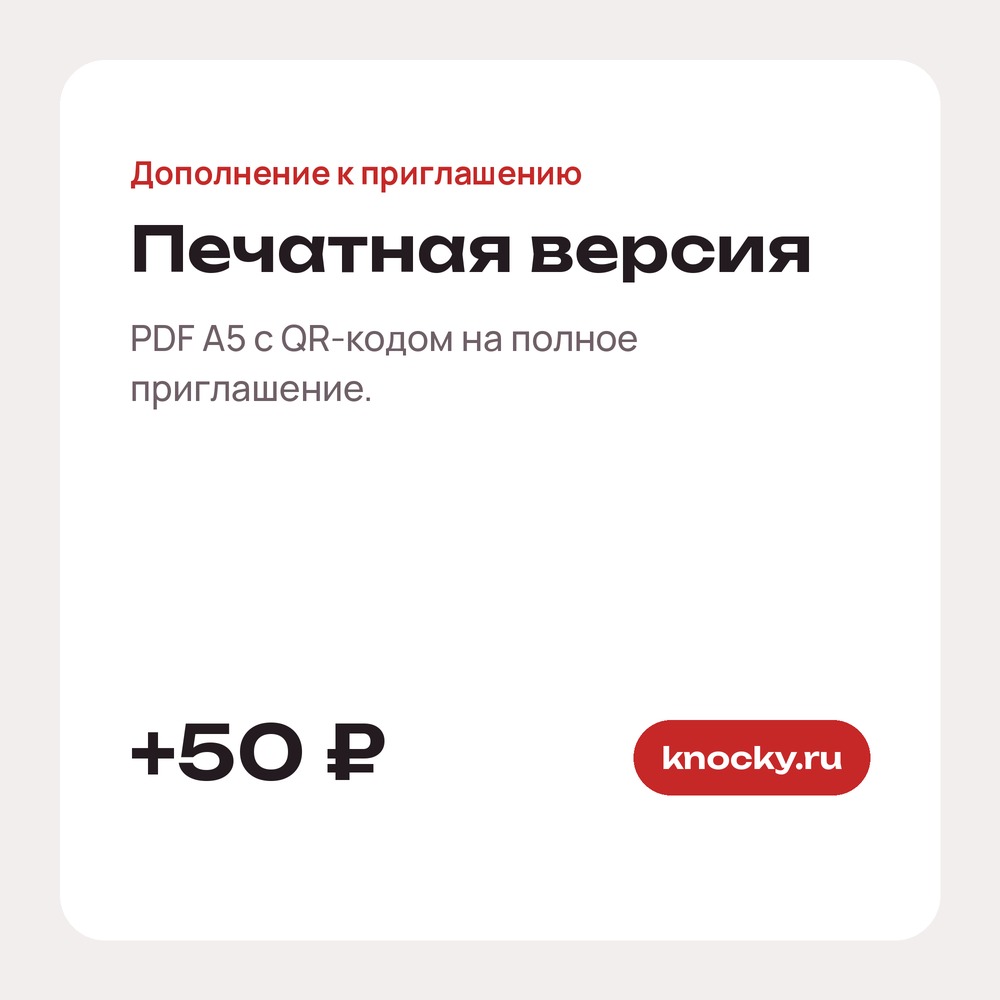 Дополнение к приглашению
Печатная версия
PDF A5 с QR-кодом на полное
приглашение.
+50 ₽
knocky.ru